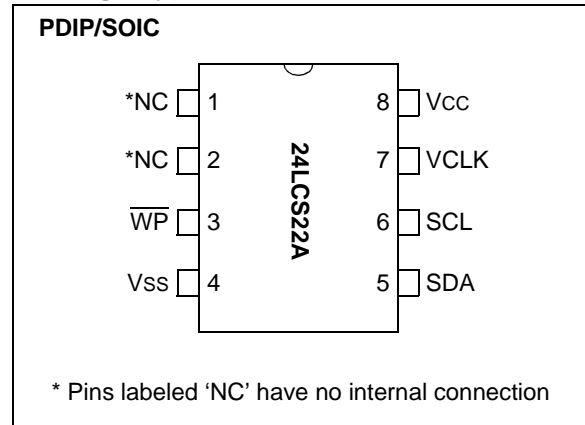 PDIP/SOIC
*NC 1 8 VCC
*NC 2 7 VCLK
WP 3 6 SCL
VSS 4 5 SDA
24LCS22A
* Pins labeled ‘NC’ have no internal connection